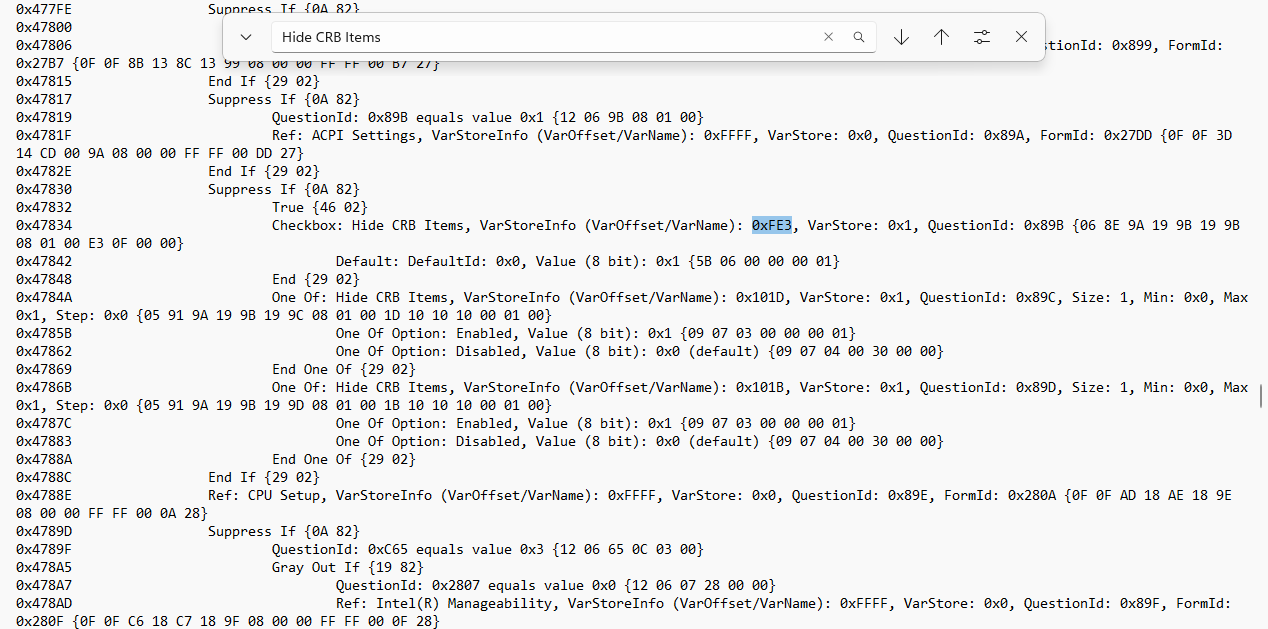 0x477FE Suppress If {0A 82}
Hide CRB Items
0x47800
0x47806 stionId: 0x899, FormId:
0x27B7 {0F 0F 8B 13 8C 13 99 08 00 00 FF FF 00 B7 27}
0x47815 End If {29 02}
0x47817 Suppress If {0A 82}
0x47819 QuestionId: 0x89B equals value 0x1 {12 06 9B 08 01 00}
0x4781F Ref: ACPI Settings, VarStoreInfo (VarOffset/VarName): 0xFFFF, VarStore: 0x0, QuestionId: 0x89A, FormId: 0x27DD {0F 0F 3D
14 CD 00 9A 08 00 00 FF FF 00 DD 27}
0x4782E End If {29 02}
0x47830 Suppress If {0A 82}
0x47832 True {46 02}
0x47834 Checkbox: Hide CRB Items, VarStoreInfo (VarOffset/VarName): 0xFE3, VarStore: 0x1, QuestionId: 0x89B {06 8E 9A 19 9B 19 9B
08 01 00 E3 0F 00 00}
0x47842 Default: DefaultId: 0x0, Value (8 bit): 0x1 {5B 06 00 00 00 01}
0x47848 End {29 02}
0x4784A One Of: Hide CRB Items, VarStoreInfo (VarOffset/VarName): 0x101D, VarStore: 0x1, QuestionId: 0x89C, Size: 1, Min: 0x0, Max
0x1, Step: 0x0 {05 91 9A 19 9B 19 9C 08 01 00 1D 10 10 10 00 01 00}
0x4785B One Of Option: Enabled, Value (8 bit): 0x1 {09 07 03 00 00 00 01}
0x47862 One Of Option: Disabled, Value (8 bit): 0x0 (default) {09 07 04 00 30 00 00}
0x47869 End One Of {29 02}
0x4786B One Of: Hide CRB Items, VarStoreInfo (VarOffset/VarName): 0x101B, VarStore: 0x1, QuestionId: 0x89D, Size: 1, Min: 0x0, Max
0x1, Step: 0x0 {05 91 9A 19 9B 19 9D 08 01 00 1B 10 10 10 00 01 00}
0x4787C One Of Option: Enabled, Value (8 bit): 0x1 {09 07 03 00 00 00 01}
0x47883 One Of Option: Disabled, Value (8 bit): 0x0 (default) {09 07 04 00 30 00 00}
0x4788A End One Of {29 02}
0x4788C End If {29 02}
0x4788E Ref: CPU Setup, VarStoreInfo (VarOffset/VarName): 0xFFFF, VarStore: 0x0, QuestionId: 0x89E, FormId: 0x280A {0F 0F AD 18 AE 18 9E
08 00 00 FF FF 00 0A 28}
0x4789D Suppress If {0A 82}
0x4789F QuestionId: 0xC65 equals value 0x3 {12 06 65 0C 03 00}
0x478A5 Gray Out If {19 82}
0x478A7 QuestionId: 0x2807 equals value 0x0 {12 06 07 28 00 00}
0x478AD Ref: Intel(R) Manageability, VarStoreInfo (VarOffset/VarName): 0xFFFF, VarStore: 0x0, QuestionId: 0x89F, FormId:
0x280F {0F 0F C6 18 C7 18 9F 08 00 00 FF FF 00 0F 28}